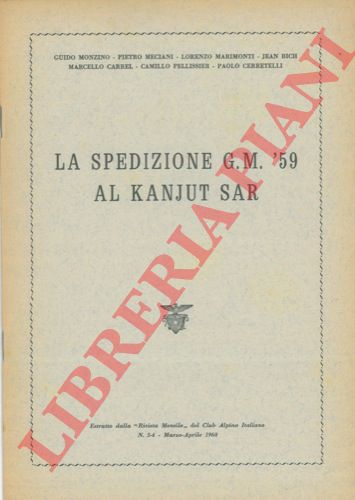 GUIDO MONZINO - PIETRO MECIANI - LORENZO MARIMONTI - JEAN BICH
MARCELLO CARREL - CAMILLO PELLISSIER - PAOLO CERRETELLI
LA SPEDIZIONE G.M. '59
AL KANJUT SAR
LIBRERIA PIANI
Estratto dalla "Rivista Mensile„ del Club Alpino Italiano
N. 3-4 - Marzo-Aprile 1960